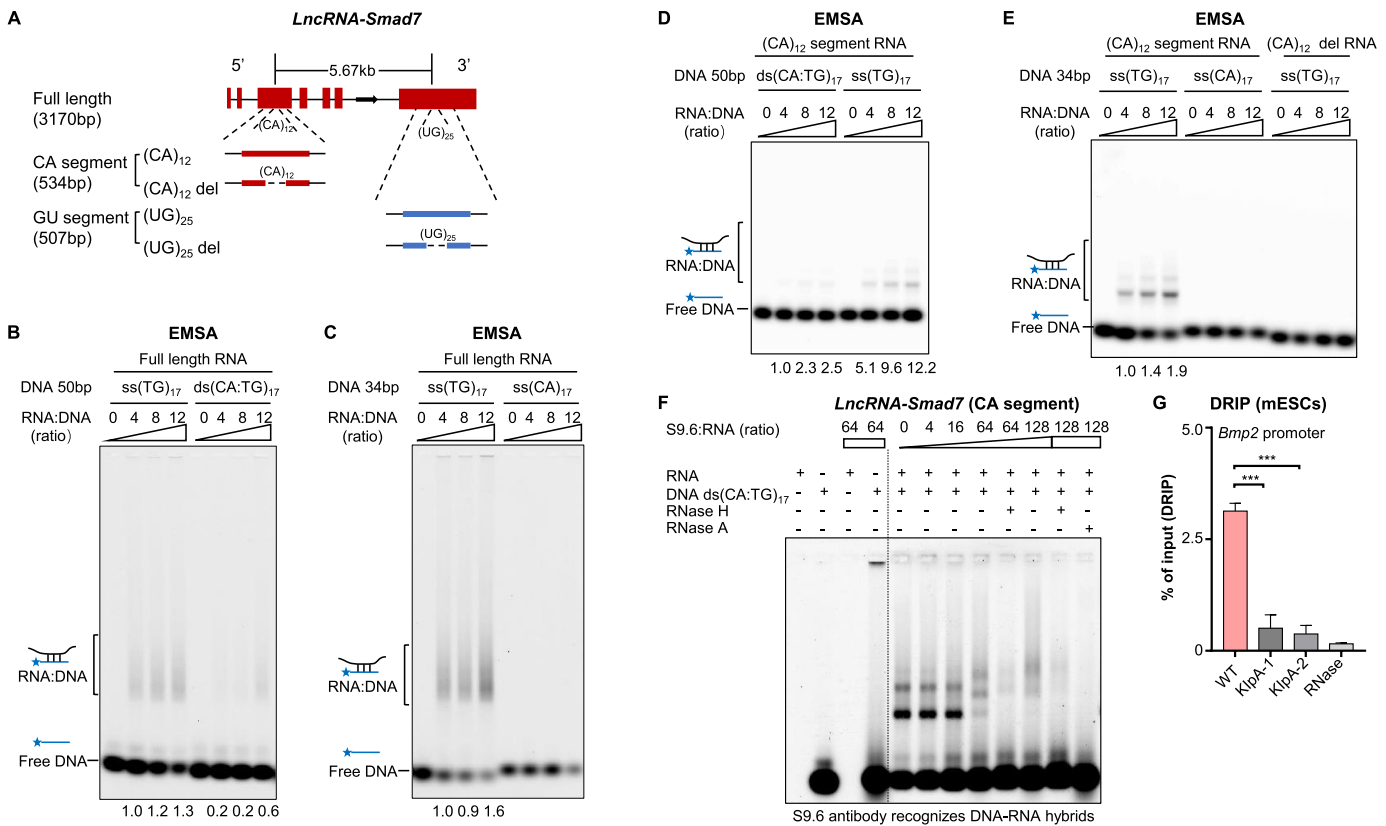 A
LncRNA-Smad7
5’ 5.67kb 3’
Full length
(3170bp)
(CA)12
(UG)25
CA segment
(534bp)
(CA)12
(CA)12
(CA)12 del
GU segment
(507bp)
(UG)25
(UG)25
(UG)25 del
B
EMSA
Full length RNA
DNA 50bp ss(TG)17 ds(CA:TG)17
RNA:DNA
(ratio)
0 4 8 12 0 4 8 12
RNA:DNA
Free DNA
1.0 1.2 1.3 0.2 0.2 0.6
C
EMSA
Full length RNA
DNA 34bp ss(TG)17 ss(CA)17
RNA:DNA
(ratio)
0 4 8 12 0 4 8 12
RNA:DNA
Free DNA
1.0 0.9 1.6
D
EMSA
(CA)12 segment RNA
DNA 50bp ds(CA:TG)17 ss(TG)17
RNA:DNA
(ratio)
0 4 8 12 0 4 8 12
RNA:DNA
Free DNA
1.0 2.3 2.5 5.1 9.6 12.2
E
EMSA
(CA)12 segment RNA (CA)12 del RNA
DNA 34bp ss(TG)17 ss(CA)17 ss(TG)17
RNA:DNA
(ratio)
0 4 8 12 0 4 8 12 0 4 8 12
RNA:DNA
Free DNA
1.0 1.4 1.9
F
LncRNA-Smad7 (CA segment)
S9.6:RNA (ratio) 64 64 0 4 16 64 64 128 128 128
RNA + - + - + + + + + + + +
DNA ds(CA:TG)17 - + - + + + + + + + + +
RNase H - - - - - - - - + - + -
RNase A - - - - - - - - - - - +
S9.6 antibody recognizes DNA-RNA hybrids
G
DRIP (mESCs)
Bmp2 promoter
% of input (DRIP)
5.0
2.5
0
***
***
WT
KIpA-1
KIpA-2
RNase